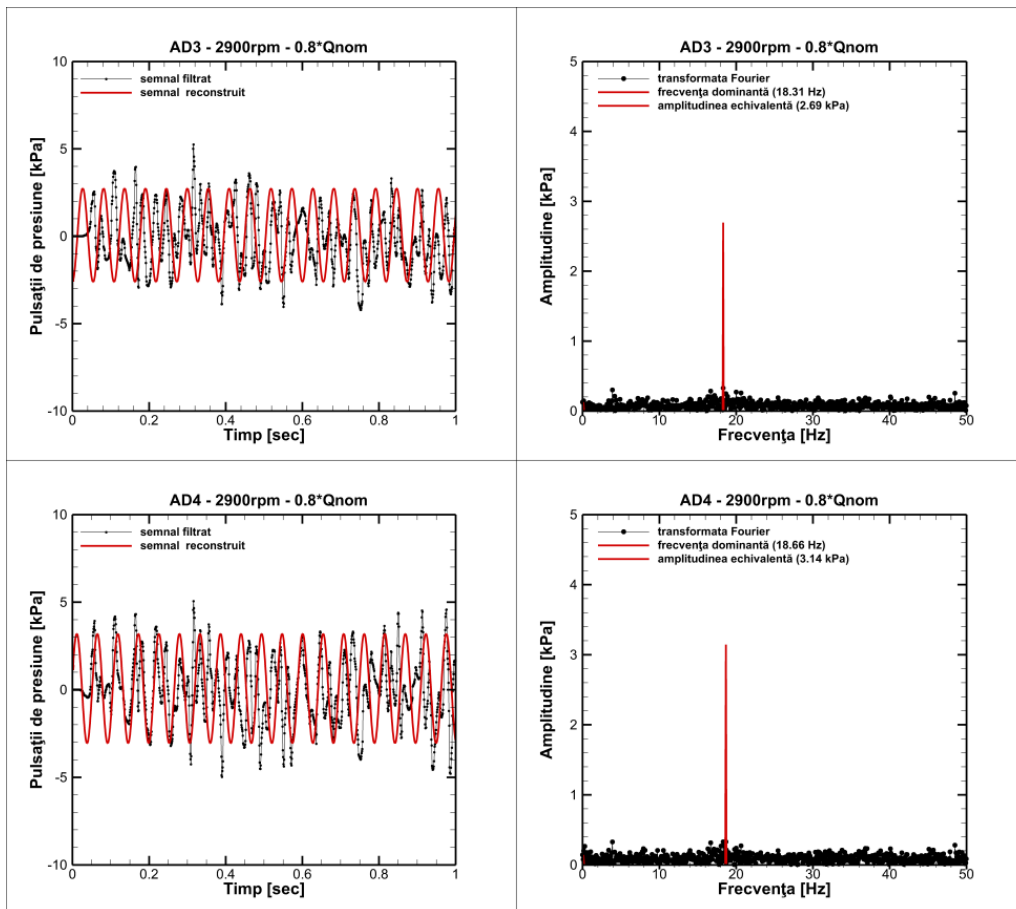 AD3 - 2900rpm - 0.8*Qnom
semnal filtrat
semnal reconstruit
Pulsaţii de presiune [kPa]
10
5
0
-5
-10
0
0.2
0.4
0.6
0.8
1
Timp [sec]
AD3 - 2900rpm - 0.8*Qnom
transformata Fourier
frecvenţa dominantă (18.31 Hz)
amplitudinea echivalentă (2.69 kPa)
Amplitudine [kPa]
5
4
3
2
1
0
0
10
20
30
40
50
Frecvenţa [Hz]
AD4 - 2900rpm - 0.8*Qnom
semnal filtrat
semnal reconstruit
Pulsaţii de presiune [kPa]
10
5
0
-5
-10
0
0.2
0.4
0.6
0.8
1
Timp [sec]
AD4 - 2900rpm - 0.8*Qnom
transformata Fourier
frecvenţa dominantă (18.66 Hz)
amplitudinea echivalentă (3.14 kPa)
Amplitudine [kPa]
5
4
3
2
1
0
0
10
20
30
40
50
Frecvenţa [Hz]